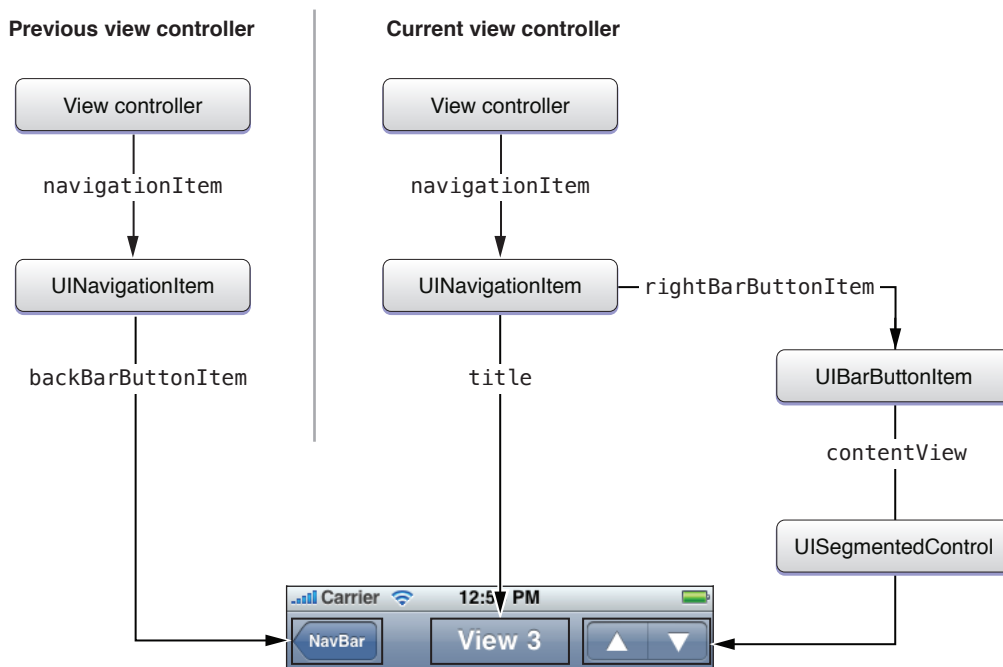 Previous view controller
Current view controller
View controller
View controller
navigationItem
navigationItem
UINavigationItem
UINavigationItem
rightBarButtonItem
backBarButtonItem
title
UIBarButtonItem
contentView
UISegmentedControl
Carrier
PM
NavBar
View 3